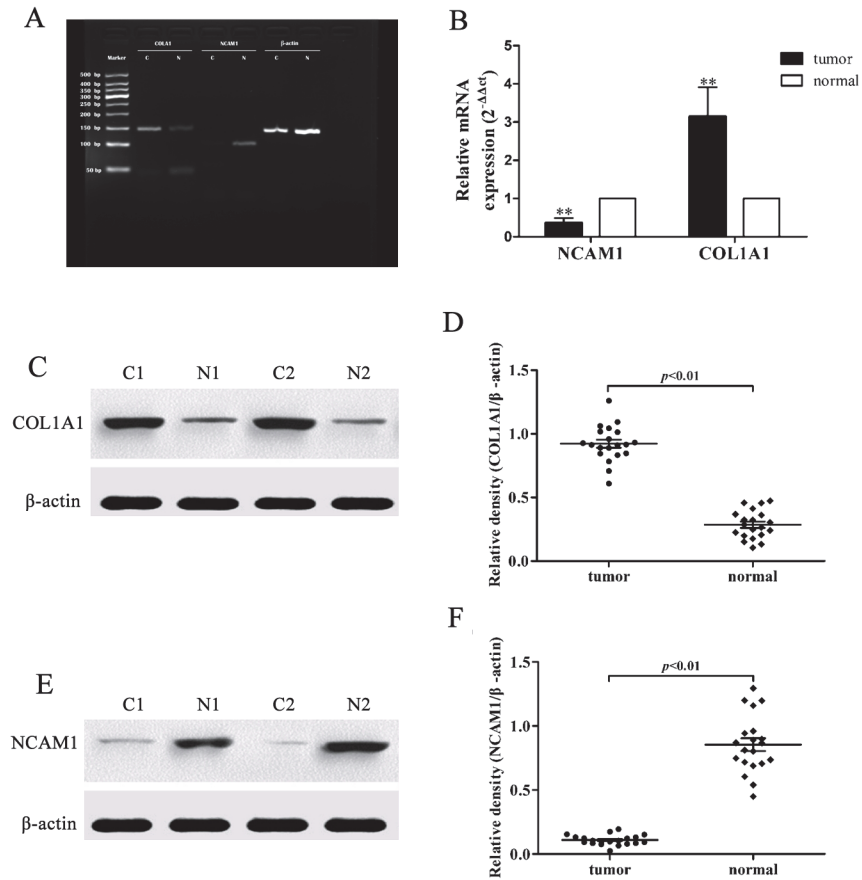 A
COLA1 NCAM1 β-actin
Marker C N C N C N
500 bp
400 bp
350 bp
300 bp
250 bp
200 bp
150 bp
100 bp
50 bp
B
Relative mRNA
expression (2-ΔΔct)
5
4
3
2
1
0
**
**
NCAM1 COL1A1
tumor
normal
C
C1 N1 C2 N2
COL1A1
β-actin
D
Relative density (COL1A1/β -actin)
1.5
1.0
0.5
0.0
p<0.01
tumor normal
E
C1 N1 C2 N2
NCAM1
β-actin
F
Relative density (NCAM1/β -actin)
1.5
1.0
0.5
0.0
p<0.01
tumor normal